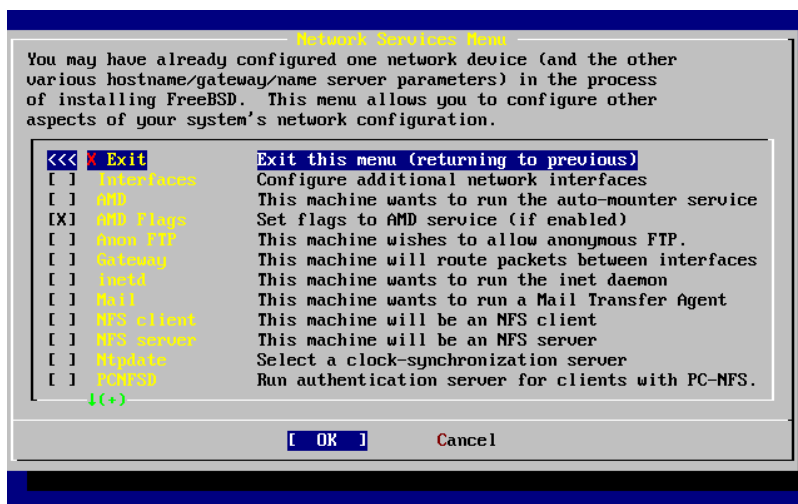 Network Services Menu
You may have already configured one network device (and the other
various hostname/gateway/name server parameters) in the process
of installing FreeBSD.  This menu allows you to configure other
aspects of your system's network configuration.
<<< X Exit Exit this menu (returning to previous)
[ ] Interfaces Configure additional network interfaces
[ ] AMD This machine wants to run the auto-mounter service
[X] AMD Flags Set flags to AMD service (if enabled)
[ ] Anon FTP This machine wishes to allow anonymous FTP.
[ ] Gateway This machine will route packets between interfaces
[ ] inetd This machine wants to run the inet daemon
[ ] Mail This machine wants to run a Mail Transfer Agent
[ ] NFS client This machine will be an NFS client
[ ] NFS server This machine will be an NFS server
[ ] Ntpdate Select a clock-synchronization server
[ ] PCNFSD Run authentication server for clients with PC-NFS.
↓(+)
[ OK ] Cancel